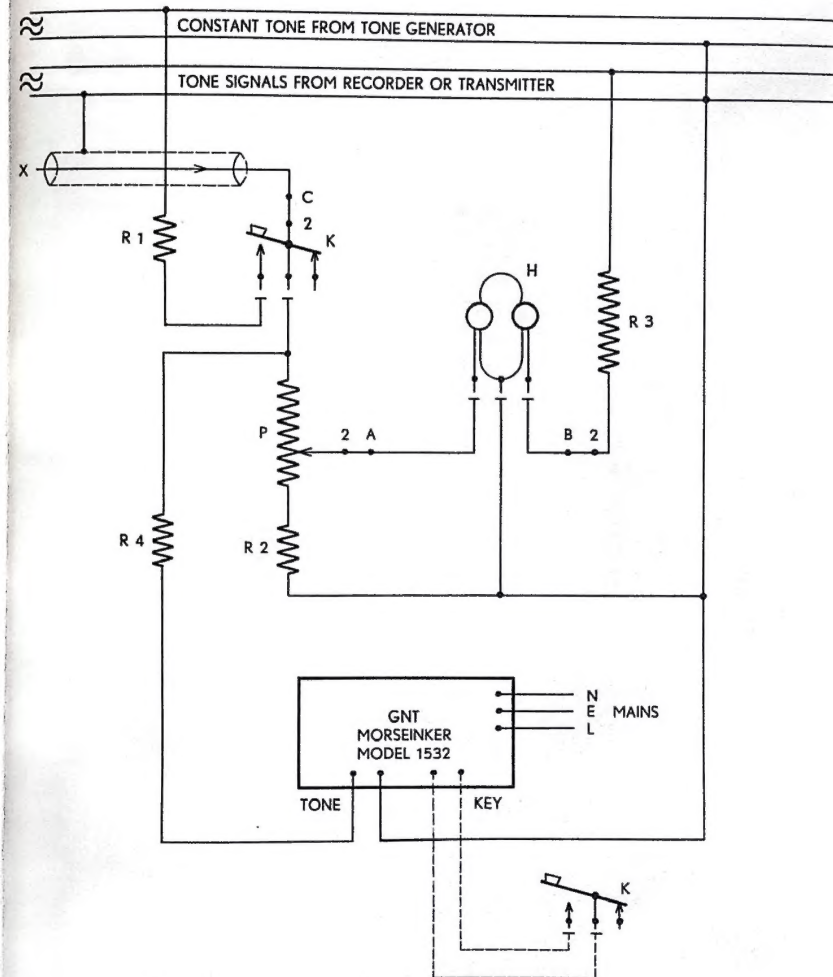 CONSTANT TONE FROM TONE GENERATOR
TONE SIGNALS FROM RECORDER OR TRANSMITTER
X
C
2
R 1
K
H
R 3
P
2 A
B 2
R 4
R 2
GNT
MORSEINKER
MODEL 1532
N
E MAINS
L
TONE
KEY
K